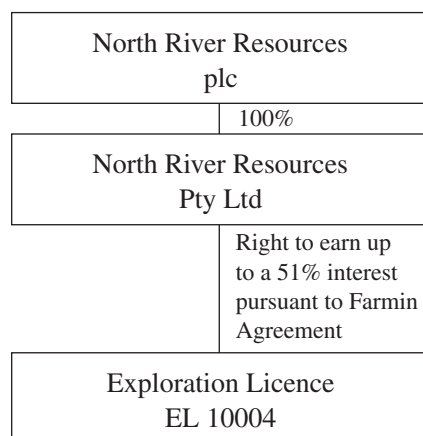 North River Resources
plc
100%
North River Resources
Pty Ltd
Right to earn up
to a 51% interest
pursuant to Farmin
Agreement
Exploration Licence
EL 10004